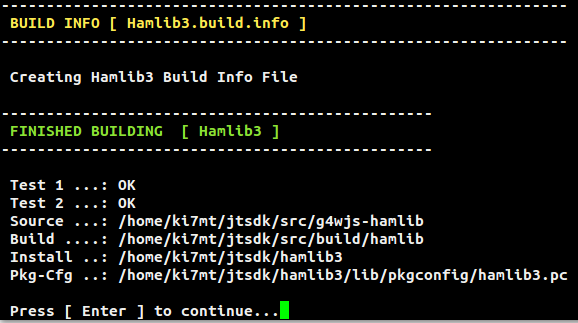 ---------------------------------------------------------------
BUILD INFO [ Hamlib3.build.info ]
---------------------------------------------------------------
Creating Hamlib3 Build Info File
------------------------------------------------
FINISHED BUILDING  [ Hamlib3 ]
------------------------------------------------
Test 1 ...: OK
Test 2 ...: OK
Source ...: /home/ki7mt/jtsdk/src/g4wjs-hamlib
Build ....: /home/ki7mt/jtsdk/src/build/hamlib
Install ..: /home/ki7mt/jtsdk/hamlib3
Pkg-Cfg ..: /home/ki7mt/jtsdk/hamlib3/lib/pkgconfig/hamlib3.pc
Press [ Enter ] to continue...